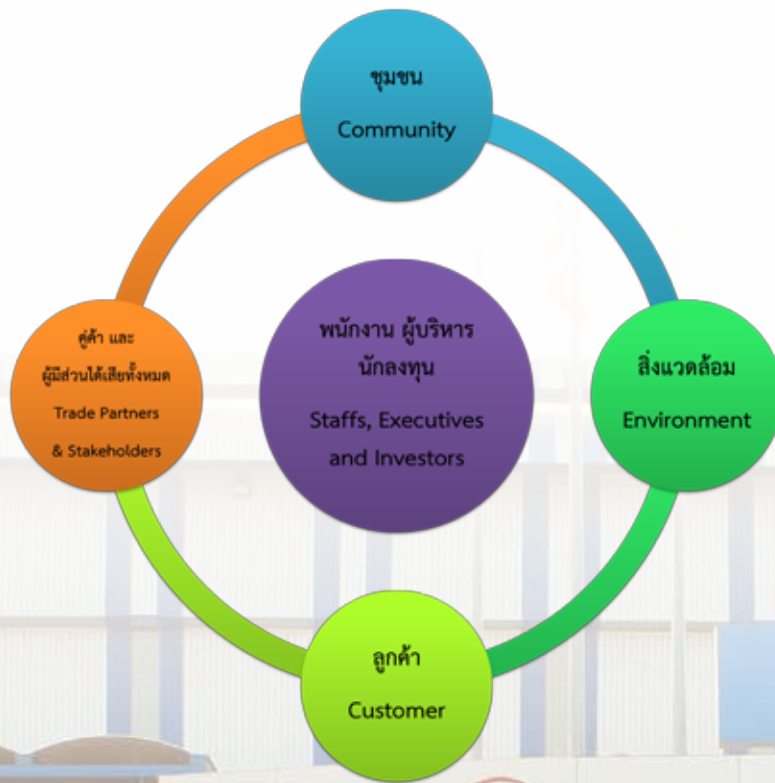 ชุมชน
Community
คู่ค้า และ
ผู้มีส่วนได้เสียทั้งหมด
Trade Partners
& Stakeholders
พนักงาน ผู้บริหาร
นักลงทุน
Staffs, Executives
and Investors
สิ่งแวดล้อม
Environment
ลูกค้า
Customer